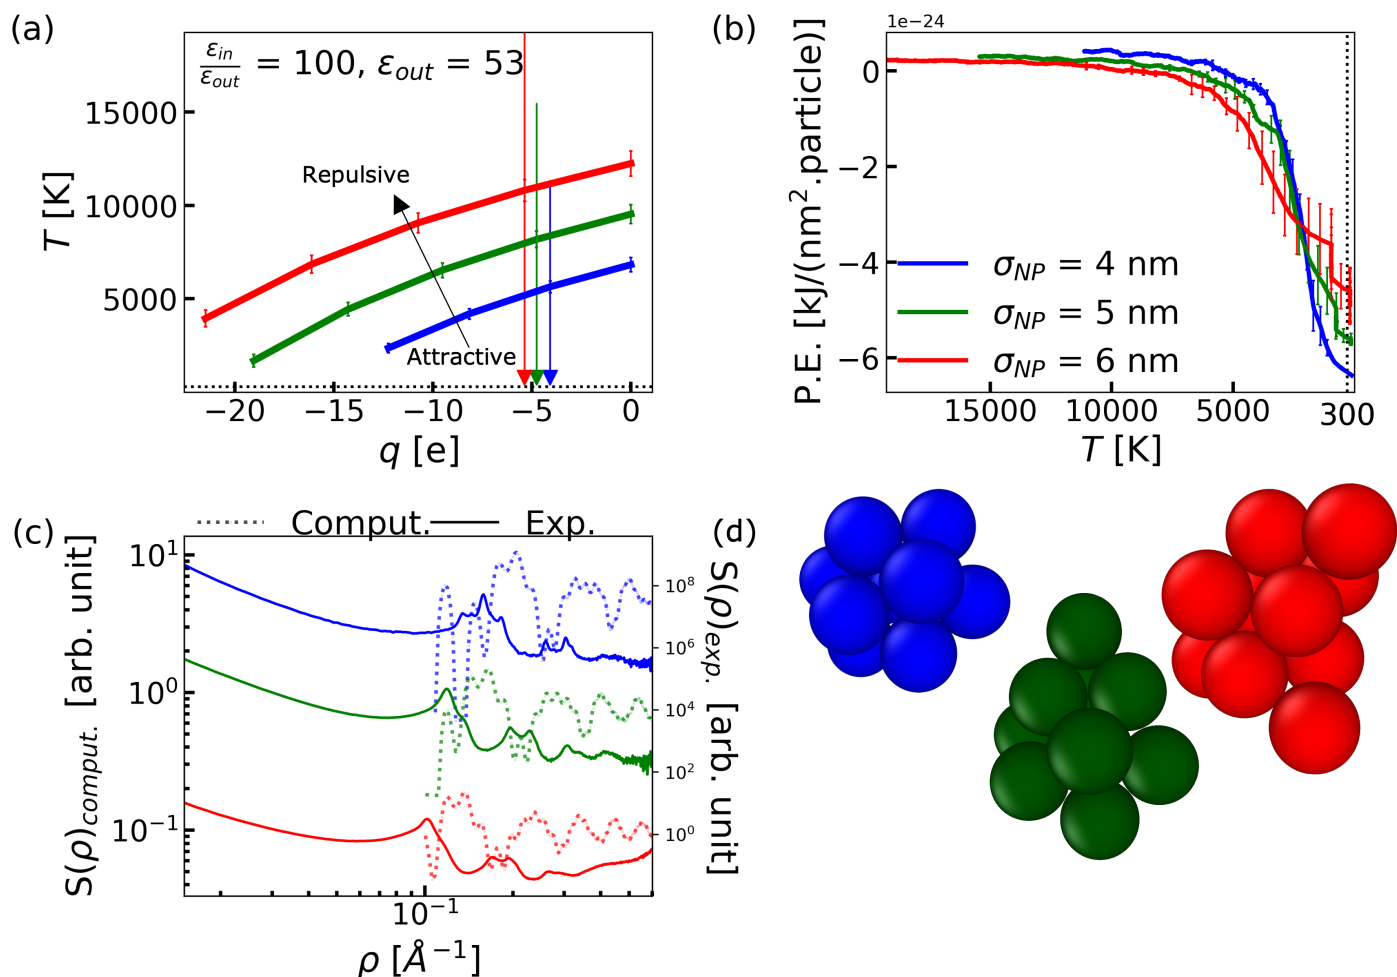 (a)
ε_in/ε_out = 100, ε_out = 53
Repulsive
Attractive
15000
10000
5000
T [K]
−20 −15 −10 −5 0
q [e]
(b)
1e−24
0
−2
−4
−6
P.E. [kJ/(nm².particle)]
σ_NP = 4 nm
σ_NP = 5 nm
σ_NP = 6 nm
15000 10000 5000 300
T [K]
(c)
Comput. Exp.
10¹
10⁰
10⁻¹
S(ρ)_comput. [arb. unit]
10⁸
10⁶
10⁴
10²
10⁰
S(ρ)_exp. [arb. unit]
10⁻¹
ρ [Å⁻¹]
(d)